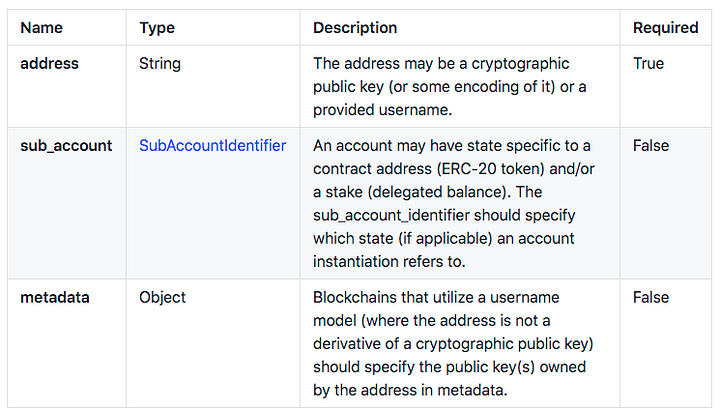 Name Type Description Required
address String The address may be a cryptographic True
public key (or some encoding of it) or a
provided username.
sub_account SubAccountIdentifier An account may have state specific to a False
contract address (ERC-20 token) and/or
a stake (delegated balance). The
sub_account_identifier should specify
which state (if applicable) an account
instantiation refers to.
metadata Object Blockchains that utilize a username False
model (where the address is not a
derivative of a cryptographic public key)
should specify the public key(s) owned
by the address in metadata.